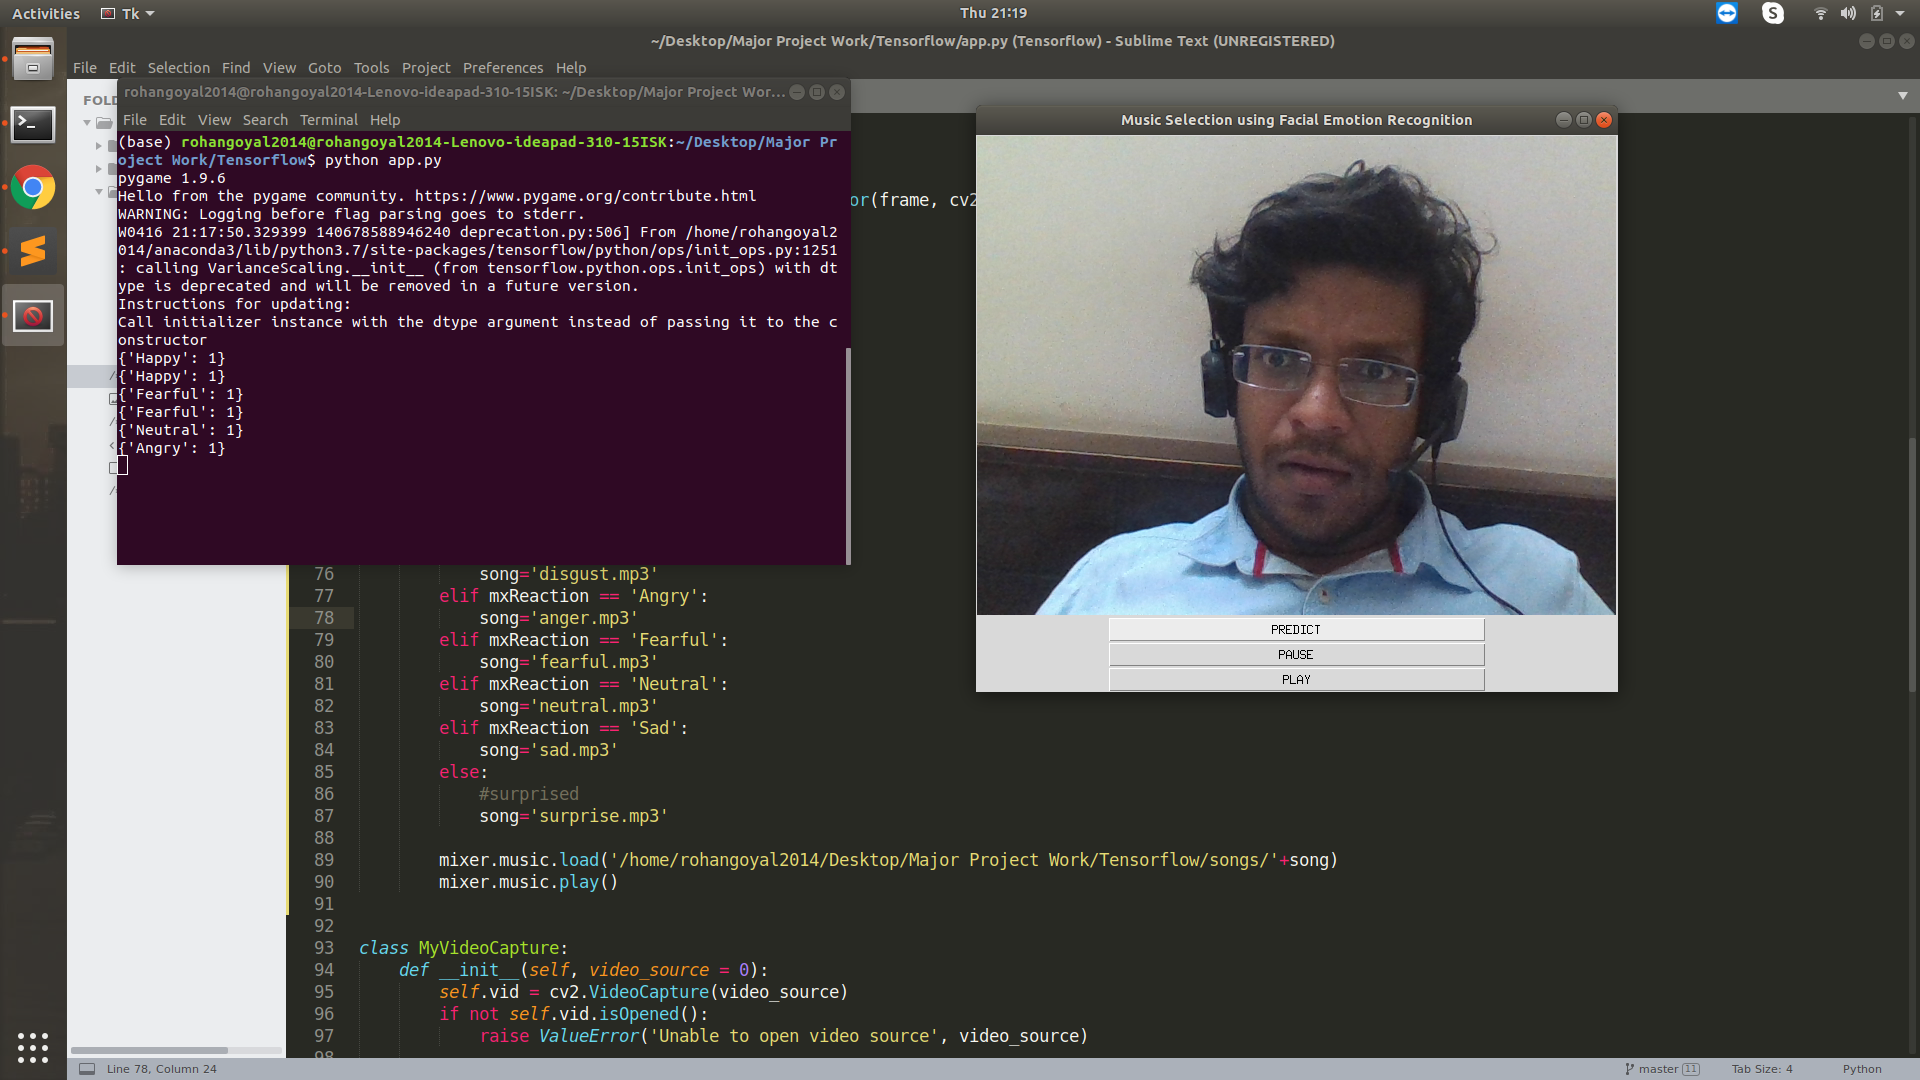 Activities
Tk
Thu 21:19
~/Desktop/Major Project Work/Tensorflow/app.py (Tensorflow) - Sublime Text (UNREGISTERED)
File Edit Selection Find View Goto Tools Project Preferences Help
FOLD
rohangoyal2014@rohangoyal2014-Lenovo-ideapad-310-15ISK: ~/Desktop/Major Project Wor...
File Edit View Search Terminal Help
(base) rohangoyal2014@rohangoyal2014-Lenovo-ideapad-310-15ISK:~/Desktop/Major Pr
oject Work/Tensorflow$ python app.py
pygame 1.9.6
Hello from the pygame community. https://www.pygame.org/contribute.html
WARNING: Logging before flag parsing goes to stderr.
W0416 21:17:50.329399 140678588946240 deprecation.py:506] From /home/rohangoyal2
014/anaconda3/lib/python3.7/site-packages/tensorflow/python/ops/init_ops.py:1251
: calling VarianceScaling.__init__ (from tensorflow.python.ops.init_ops) with dt
ype is deprecated and will be removed in a future version.
Instructions for updating:
Call initializer instance with the dtype argument instead of passing it to the c
onstructor
{'Happy': 1}
{'Happy': 1}
{'Fearful': 1}
{'Fearful': 1}
{'Neutral': 1}
{'Angry': 1}
or(frame, cv2
Music Selection using Facial Emotion Recognition
PREDICT
PAUSE
PLAY
76 song='disgust.mp3'
77 elif mxReaction == 'Angry':
78 song='anger.mp3'
79 elif mxReaction == 'Fearful':
80 song='fearful.mp3'
81 elif mxReaction == 'Neutral':
82 song='neutral.mp3'
83 elif mxReaction == 'Sad':
84 song='sad.mp3'
85 else:
86 #surprised
87 song='surprise.mp3'
88
89 mixer.music.load('/home/rohangoyal2014/Desktop/Major Project Work/Tensorflow/songs/'+song)
90 mixer.music.play()
91
92
93 class MyVideoCapture:
94 def __init__(self, video_source = 0):
95 self.vid = cv2.VideoCapture(video_source)
96 if not self.vid.isOpened():
97 raise ValueError('Unable to open video source', video_source)
98
Line 78, Column 24
master 11
Tab Size: 4
Python